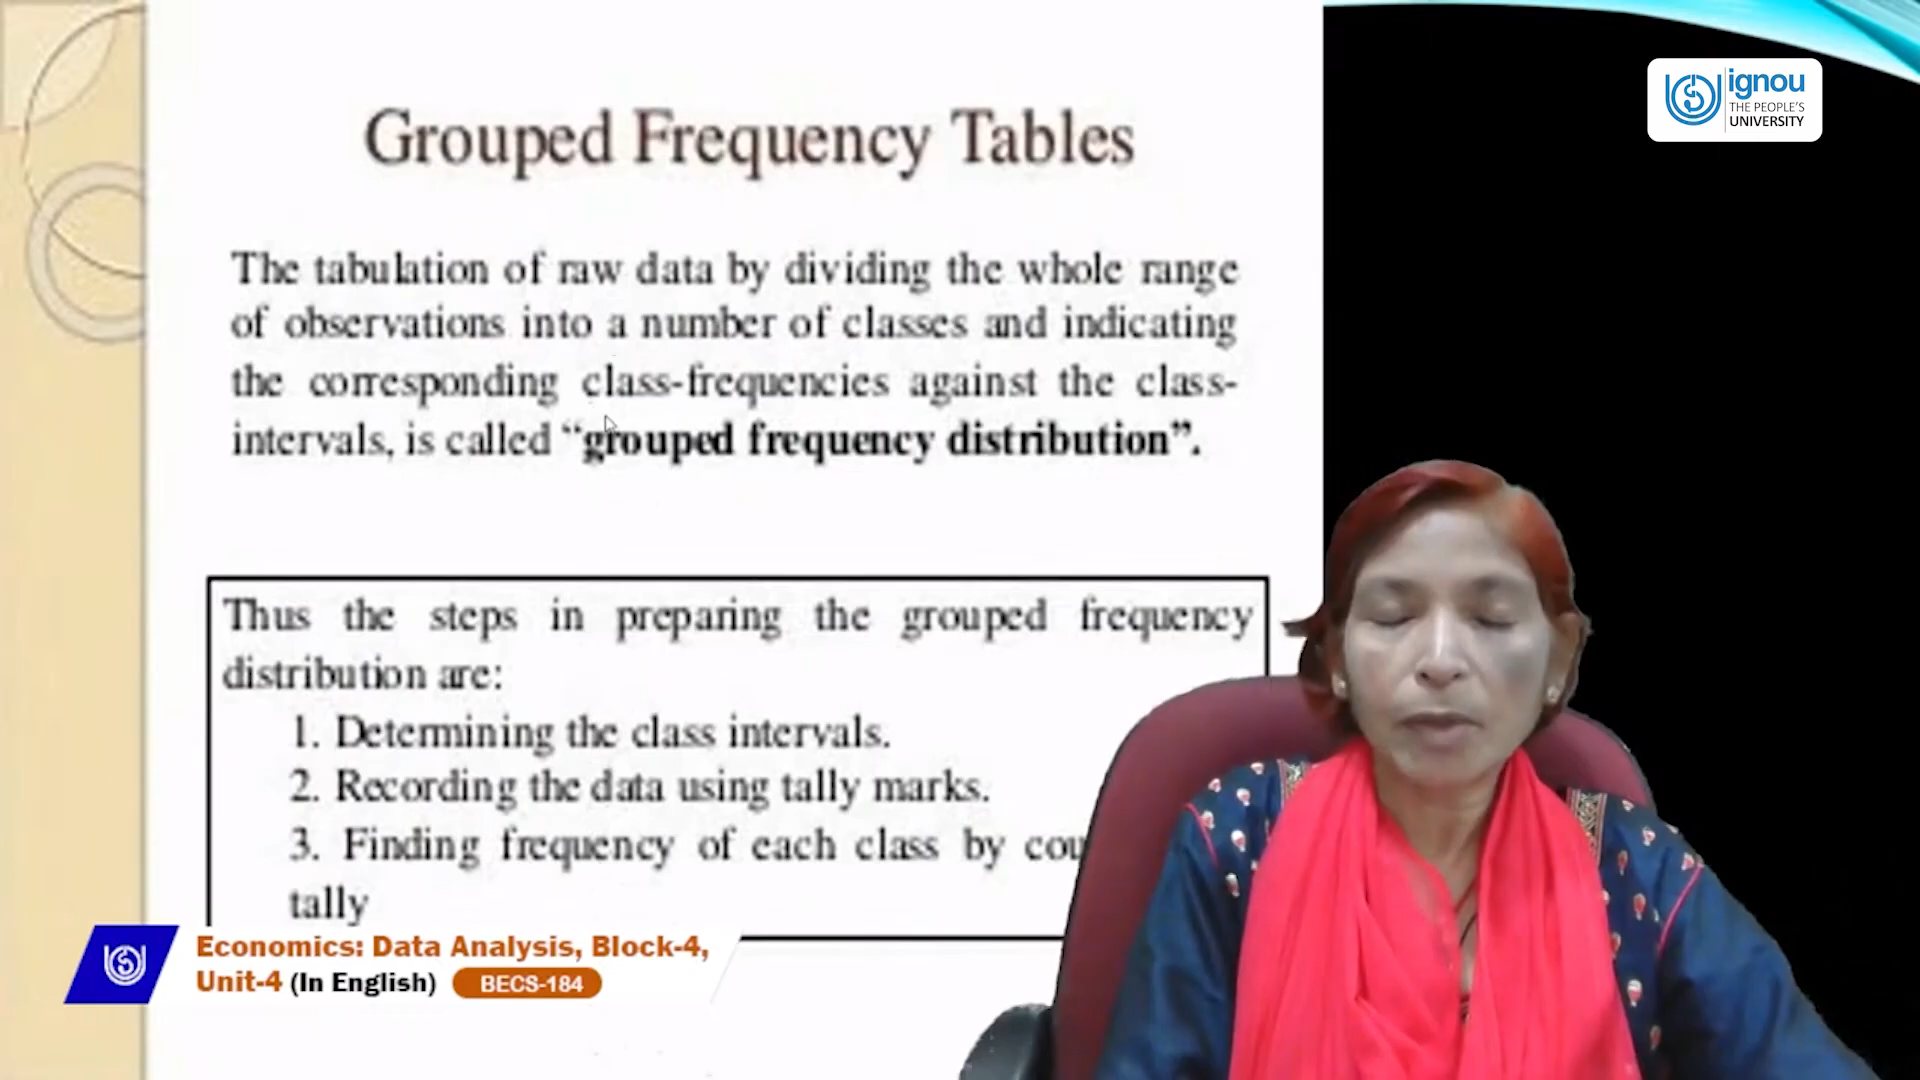 ignou
THE PEOPLE'S
UNIVERSITY
Grouped Frequency Tables
The tabulation of raw data by dividing the whole range
of observations into a number of classes and indicating
the corresponding class-frequencies against the class-
intervals, is called “grouped frequency distribution”.
Thus the steps in preparing the grouped frequency
distribution are:
1. Determining the class intervals.
2. Recording the data using tally marks.
3. Finding frequency of each class by
tally
Economics: Data Analysis, Block-4,
Unit-4 (In English) BECS-184